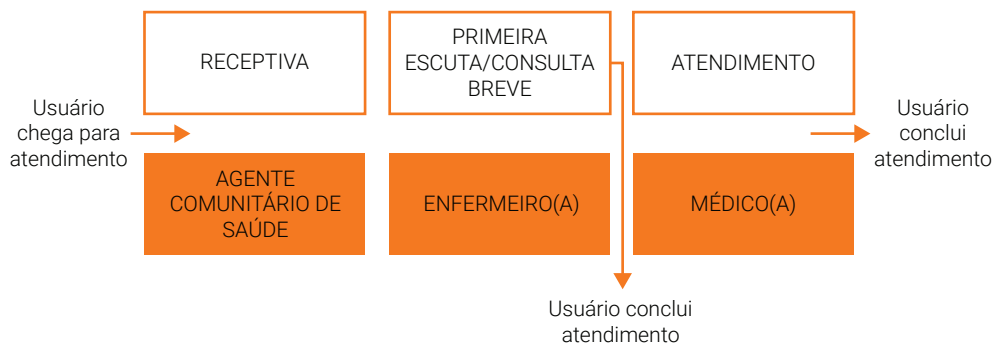 RECEPTIVA
PRIMEIRA
ESCUTA/CONSULTA
BREVE
ATENDIMENTO
Usuário
chega para
atendimento
Usuário
conclui
atendimento
AGENTE
COMUNITÁRIO DE
SAÚDE
ENFERMEIRO(A)
MÉDICO(A)
Usuário conclui
atendimento